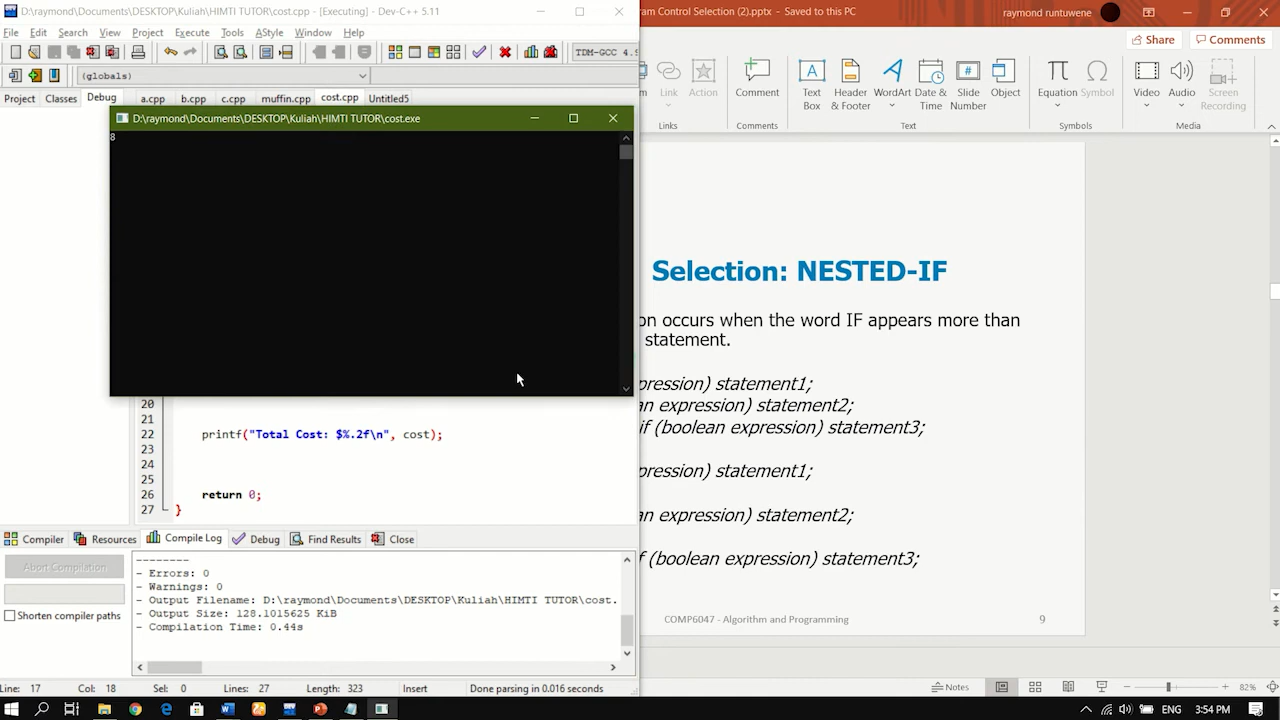 D:\raymond\Documents\DESKTOP\Kuliah\HIMTI TUTOR\cost.cpp - [Executing] - Dev-C++ 5.11
File Edit Search View Project Execute Tools AStyle Window Help
TDM-GCC 4.9
(globals)
Project Classes Debug a.cpp b.cpp c.cpp muffin.cpp cost.cpp Untitled5
D:\raymond\Documents\DESKTOP\Kuliah\HIMTI TUTOR\cost.exe
8
20
21
22 printf("Total Cost: $%.2f\n", cost);
23
24
25
26 return 0;
27 }
Compiler Resources Compile Log Debug Find Results Close
Abort Compilation
Shorten compiler paths
--------
- Errors: 0
- Warnings: 0
- Output Filename: D:\raymond\Documents\DESKTOP\Kuliah\HIMTI TUTOR\cost.
- Output Size: 128.1015625 KiB
- Compilation Time: 0.44s
Line: 17 Col: 18 Sel: 0 Lines: 27 Length: 323 Insert Done parsing in 0.016 seconds
ram Control Selection (2).pptx - Saved to this PC
raymond runtuwene
Share Comments
Link Action Comment Text Box Header & Footer WordArt Date & Time Slide Number Object Equation Symbol Video Audio Screen Recording
Links Comments Text Symbols Media
Selection: NESTED-IF
on occurs when the word IF appears more than
statement.
pression) statement1;
an expression) statement2;
if (boolean expression) statement3;
pression) statement1;
an expression) statement2;
f (boolean expression) statement3;
COMP6047 - Algorithm and Programming 9
Notes 82%
ENG 3:54 PM